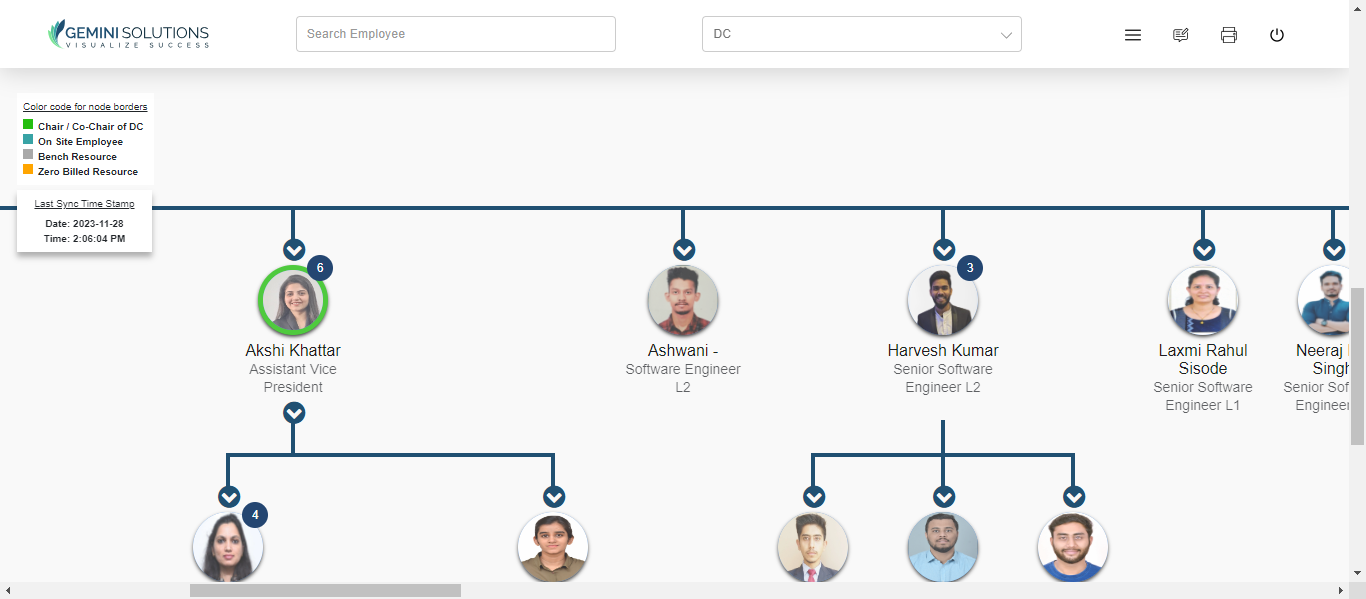 GEMINI SOLUTIONS
VISUALIZE SUCCESS
Search Employee
DC
Color code for node borders
Chair / Co-Chair of DC
On Site Employee
Bench Resource
Zero Billed Resource
Last Sync Time Stamp
Date: 2023-11-28
Time: 2:06:04 PM
6
Akshi Khattar
Assistant Vice
President
Ashwani -
Software Engineer
L2
3
Harvesh Kumar
Senior Software
Engineer L2
Laxmi Rahul
Sisode
Senior Software
Engineer L1
Neeraj
Singh
Senior Sof
Engineer
4